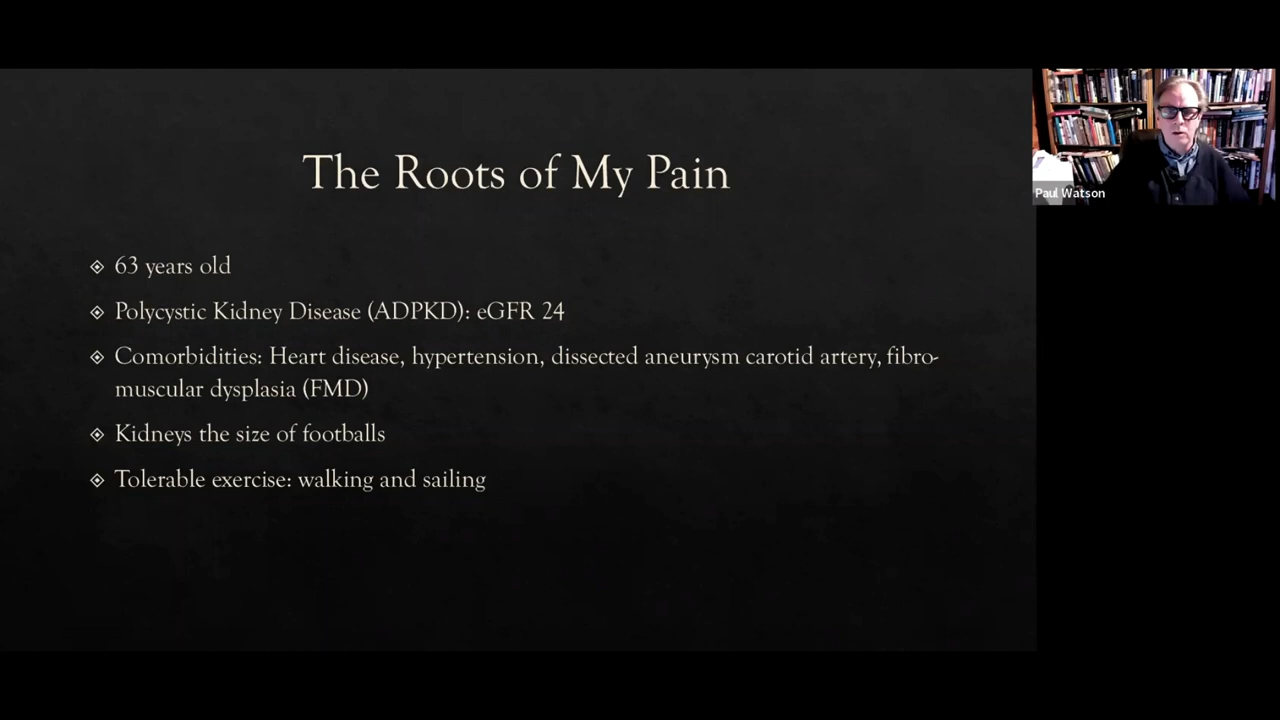 The Roots of My Pain
63 years old
Polycystic Kidney Disease (ADPKD): eGFR 24
Comorbidities: Heart disease, hypertension, dissected aneurysm carotid artery, fibro-
muscular dysplasia (FMD)
Kidneys the size of footballs
Tolerable exercise: walking and sailing
Paul Watson